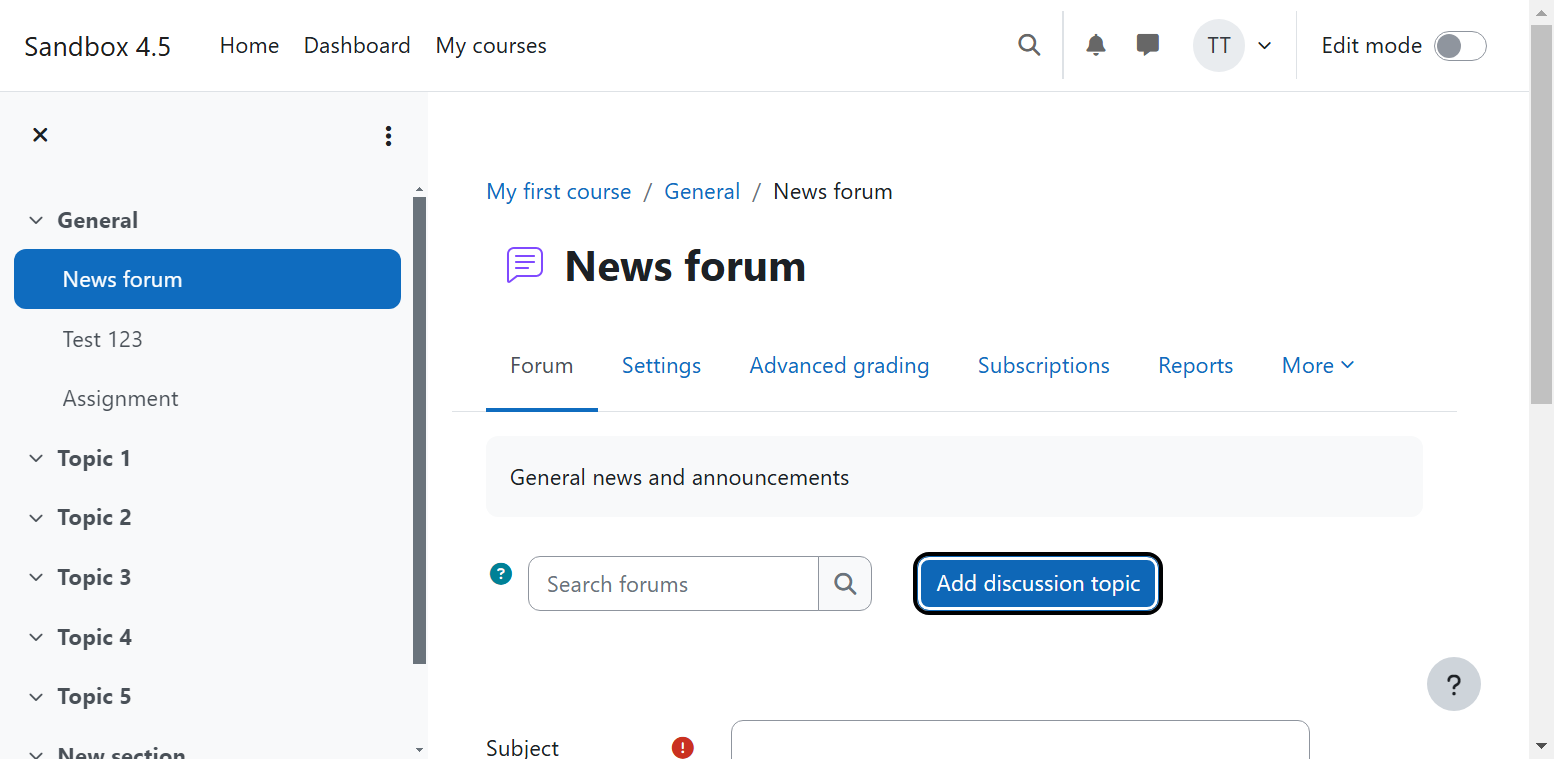 Sandbox 4.5 Home Dashboard My courses TT Edit mode
General
News forum
Test 123
Assignment
Topic 1
Topic 2
Topic 3
Topic 4
Topic 5
New section
My first course / General / News forum
News forum
Forum Settings Advanced grading Subscriptions Reports More
General news and announcements
? Search forums Add discussion topic
?
Subject !